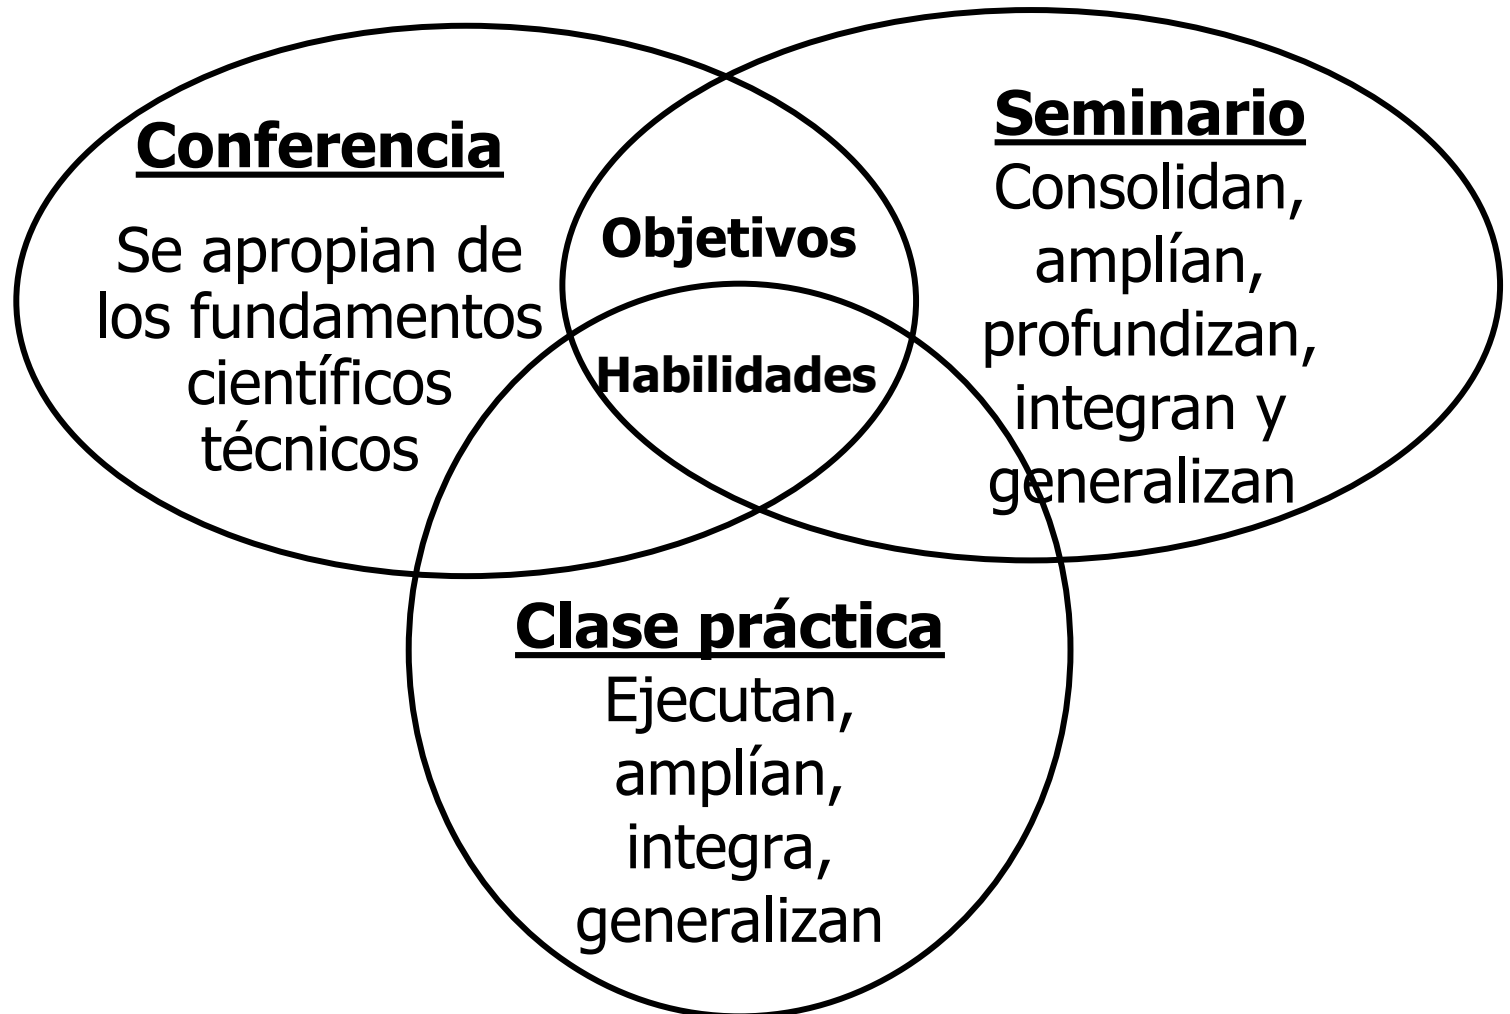 Conferencia
Se apropian de
los fundamentos
científicos
técnicos
Objetivos
Habilidades
Seminario
Consolidan,
amplían,
profundizan,
integran y
generalizan
Clase práctica
Ejecutan,
amplían,
integra,
generalizan